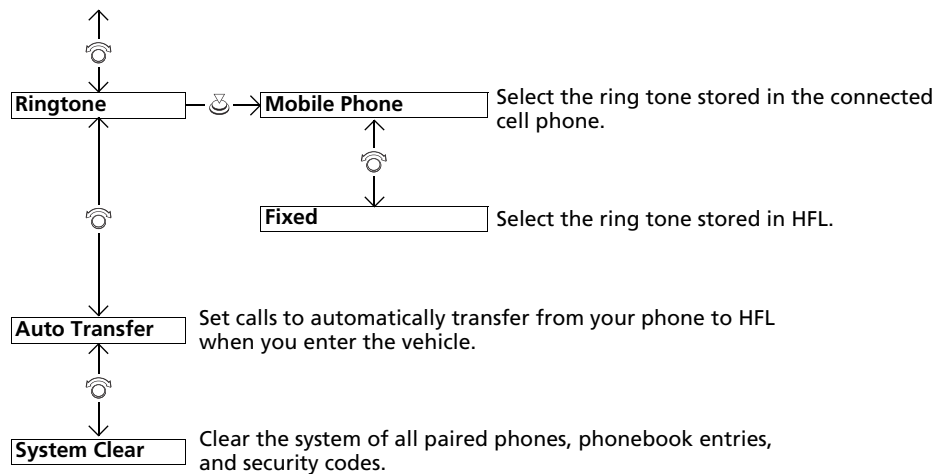 Ringtone
Mobile Phone
Select the ring tone stored in the connected
cell phone.
Fixed
Select the ring tone stored in HFL.
Auto Transfer
Set calls to automatically transfer from your phone to HFL
when you enter the vehicle.
System Clear
Clear the system of all paired phones, phonebook entries,
and security codes.